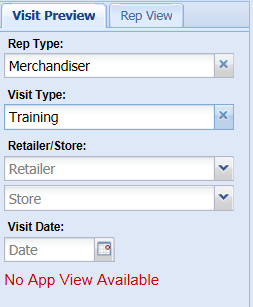 Visit Preview Rep View
Rep Type:
Merchandiser
Visit Type:
Training
Retailer/Store:
Retailer
Store
Visit Date:
Date
No App View Available